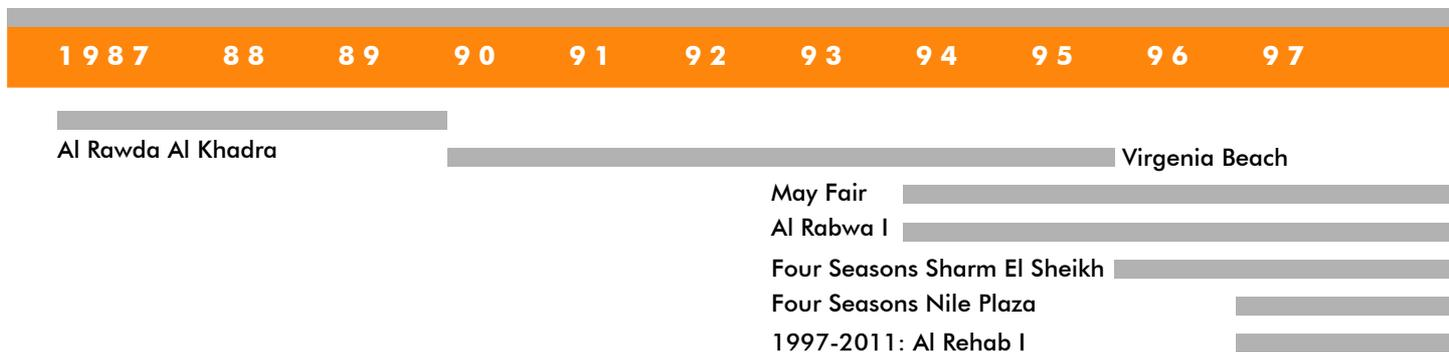 1987 88 89 90 91 92 93 94 95 96 97
Al Rawda Al Khadra
Virgenia Beach
May Fair
Al Rabwa I
Four Seasons Sharm El Sheikh
Four Seasons Nile Plaza
1997-2011: Al Rehab I